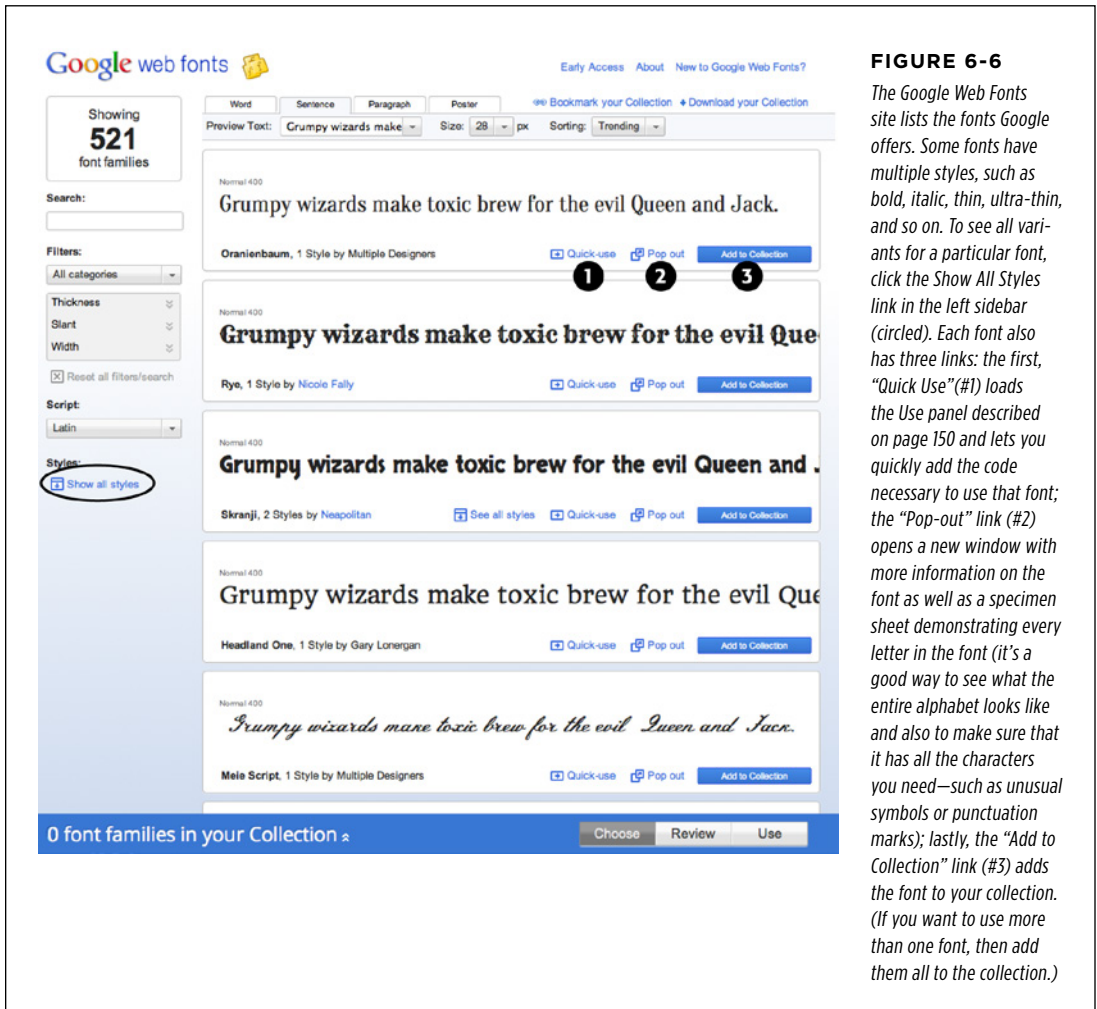 Google web fonts
Early Access About New to Google Web Fonts?
Showing
521
font families
Word Sentence Paragraph Poster
Bookmark your Collection Download your Collection
Preview Text: Grumpy wizards make Size: 28 px Sorting: Trending
Search:
Filters:
All categories
Thickness
Slant
Width
Reset all filters/search
Script:
Latin
Styles:
Show all styles
Normal 400
Grumpy wizards make toxic brew for the evil Queen and Jack.
Oranienbaum, 1 Style by Multiple Designers Quick-use Pop out Add to Collection
1 2 3
Normal 400
Grumpy wizards make toxic brew for the evil Que
Rye, 1 Style by Nicole Fally Quick-use Pop out Add to Collection
Normal 400
Grumpy wizards make toxic brew for the evil Queen and J
Skranji, 2 Styles by Neapolitan See all styles Quick-use Pop out Add to Collection
Normal 400
Grumpy wizards make toxic brew for the evil Que
Headland One, 1 Style by Gary Lonergan Quick-use Pop out Add to Collection
Normal 400
Grumpy wizards make toxic brew for the evil Queen and Jack.
Meie Script, 1 Style by Multiple Designers Quick-use Pop out Add to Collection
0 font families in your Collection Choose Review Use
FIGURE 6-6
The Google Web Fonts
site lists the fonts Google
offers. Some fonts have
multiple styles, such as
bold, italic, thin, ultra-thin,
and so on. To see all vari-
ants for a particular font,
click the Show All Styles
link in the left sidebar
(circled). Each font also
has three links: the first,
“Quick Use”(#1) loads
the Use panel described
on page 150 and lets you
quickly add the code
necessary to use that font;
the “Pop-out” link (#2)
opens a new window with
more information on the
font as well as a specimen
sheet demonstrating every
letter in the font (it’s a
good way to see what the
entire alphabet looks like
and also to make sure that
it has all the characters
you need—such as unusual
symbols or punctuation
marks); lastly, the “Add to
Collection” link (#3) adds
the font to your collection.
(If you want to use more
than one font, then add
them all to the collection.)